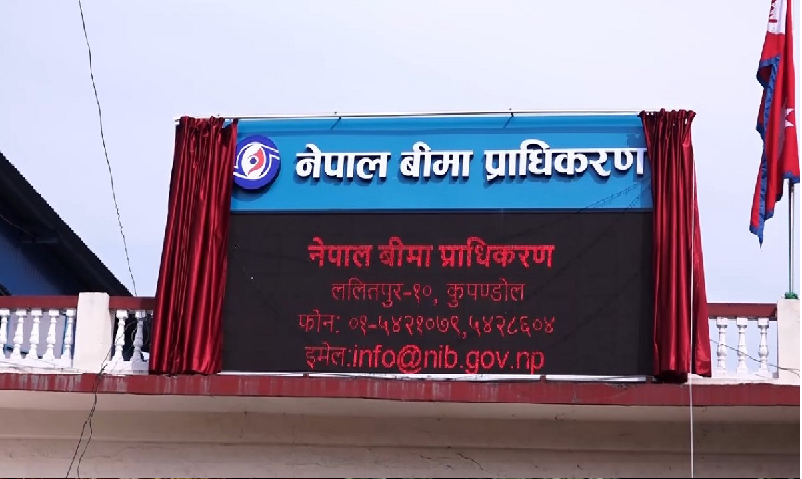 नेपाल बीमा प्राधिकरण
नेपाल बीमा प्राधिकरण
ललितपुर-१०, कुपण्डोल
फोन: ०१-५४२१०७९,५४२८६०४
इमेल:info@nib.gov.np